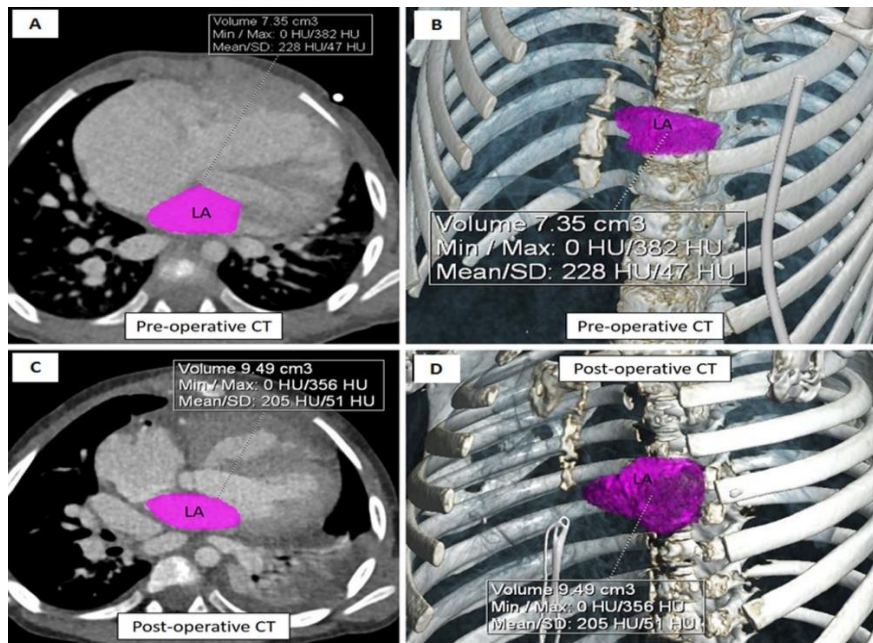 A
Volume 7.35 cm3
Min / Max: 0 HU/382 HU
Mean/SD: 228 HU/47 HU
LA
Pre-operative CT
B
LA
Volume 7.35 cm3
Min / Max: 0 HU/382 HU
Mean/SD: 228 HU/47 HU
Pre-operative CT
C
Volume 9.49 cm3
Min / Max: 0 HU/356 HU
Mean/SD: 205 HU/51 HU
LA
Post-operative CT
D
Post-operative CT
LA
Volume 9.49 cm3
Min / Max: 0 HU/356 HU
Mean/SD: 205 HU/51 HU